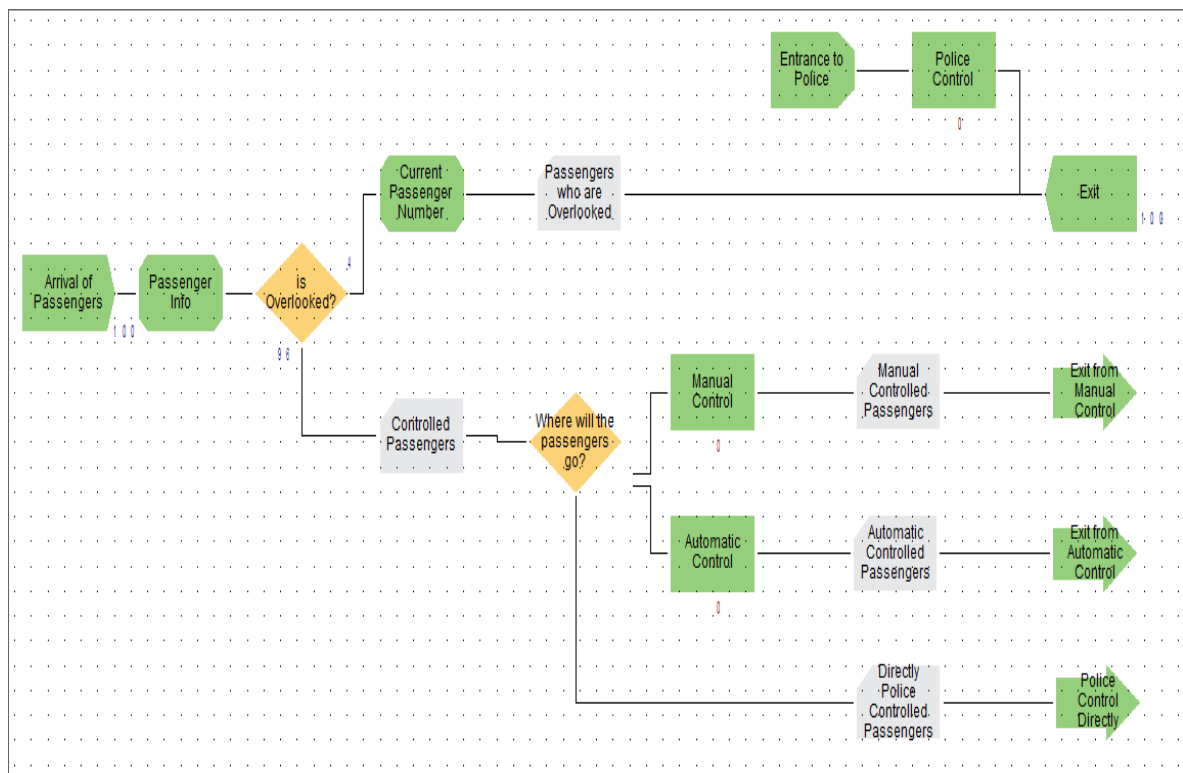 Entrance to
Police
Police
Control
0
Current
Passenger
Number
Passengers
who are
Overlooked
Exit
100
4
Arrival of
Passengers
100
Passenger
Info
is
Overlooked?
96
Controlled
Passengers
Where will the
passengers
go?
Manual
Control
0
Manual
Controlled
Passengers
Exit from
Manual
Control
Automatic
Control
0
Automatic
Controlled
Passengers
Exit from
Automatic
Control
Directly
Police
Controlled
Passengers
Police
Control
Directly